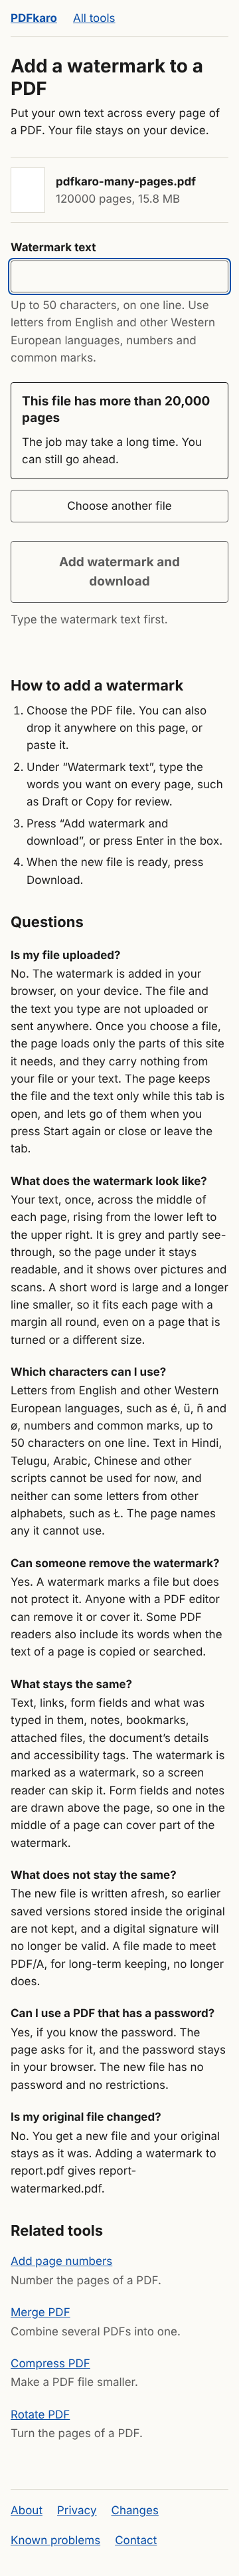 PDFkaro All tools
Add a watermark to a
PDF
Put your own text across every page of
a PDF. Your file stays on your device.
pdfkaro-many-pages.pdf
120000 pages, 15.8 MB
Watermark text
Up to 50 characters, on one line. Use
letters from English and other Western
European languages, numbers and
common marks.
This file has more than 20,000
pages
The job may take a long time. You
can still go ahead.
Choose another file
Add watermark and
download
Type the watermark text first.
How to add a watermark
1. Choose the PDF file. You can also
drop it anywhere on this page, or
paste it.
2. Under “Watermark text”, type the
words you want on every page, such
as Draft or Copy for review.
3. Press “Add watermark and
download”, or press Enter in the box.
4. When the new file is ready, press
Download.
Questions
Is my file uploaded?
No. The watermark is added in your
browser, on your device. The file and
the text you type are not uploaded or
sent anywhere. Once you choose a file,
the page loads only the parts of this site
it needs, and they carry nothing from
your file or your text. The page keeps
the file and the text only while this tab is
open, and lets go of them when you
press Start again or close or leave the
tab.
What does the watermark look like?
Your text, once, across the middle of
each page, rising from the lower left to
the upper right. It is grey and partly see-
through, so the page under it stays
readable, and it shows over pictures and
scans. A short word is large and a longer
line smaller, so it fits each page with a
margin all round, even on a page that is
turned or a different size.
Which characters can I use?
Letters from English and other Western
European languages, such as é, ü, ñ and
ø, numbers and common marks, up to
50 characters on one line. Text in Hindi,
Telugu, Arabic, Chinese and other
scripts cannot be used for now, and
neither can some letters from other
alphabets, such as Ł. The page names
any it cannot use.
Can someone remove the watermark?
Yes. A watermark marks a file but does
not protect it. Anyone with a PDF editor
can remove it or cover it. Some PDF
readers also include its words when the
text of a page is copied or searched.
What stays the same?
Text, links, form fields and what was
typed in them, notes, bookmarks,
attached files, the document’s details
and accessibility tags. The watermark is
marked as a watermark, so a screen
reader can skip it. Form fields and notes
are drawn above the page, so one in the
middle of a page can cover part of the
watermark.
What does not stay the same?
The new file is written afresh, so earlier
saved versions stored inside the original
are not kept, and a digital signature will
no longer be valid. A file made to meet
PDF/A, for long-term keeping, no longer
does.
Can I use a PDF that has a password?
Yes, if you know the password. The
page asks for it, and the password stays
in your browser. The new file has no
password and no restrictions.
Is my original file changed?
No. You get a new file and your original
stays as it was. Adding a watermark to
report.pdf gives report-
watermarked.pdf.
Related tools
Add page numbers
Number the pages of a PDF.
Merge PDF
Combine several PDFs into one.
Compress PDF
Make a PDF file smaller.
Rotate PDF
Turn the pages of a PDF.
About Privacy Changes
Known problems Contact